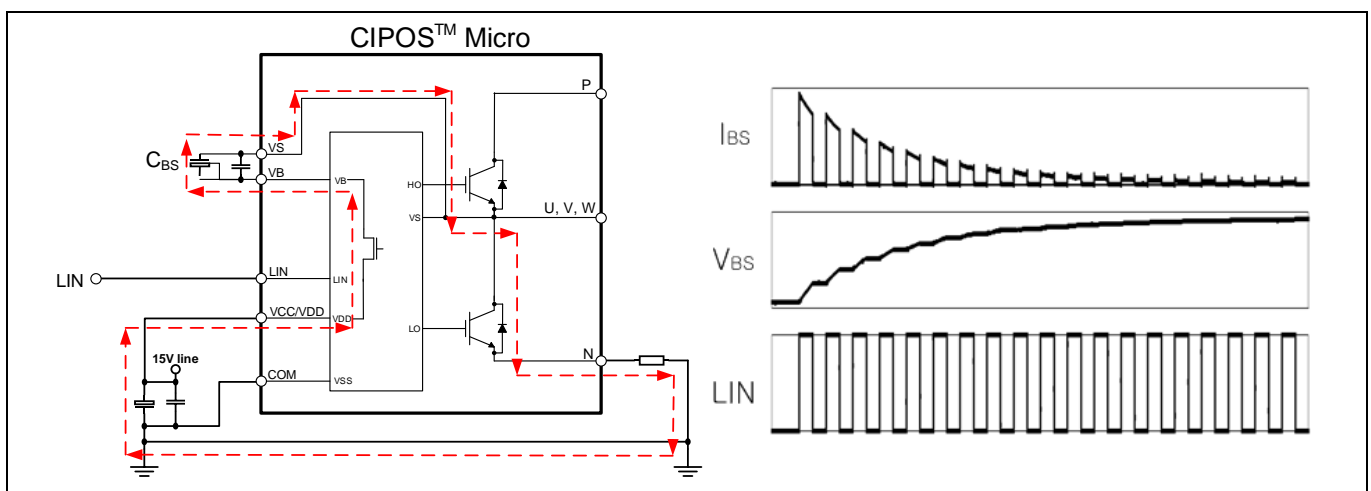 CIPOS™ Micro
P
VS
CBS
VB
VB
HO
VS
U, V, W
LIN
LIN
LIN
VCC/VDD
VDD
LO
N
15V line
COM
VSS
IBS
VBS
LIN